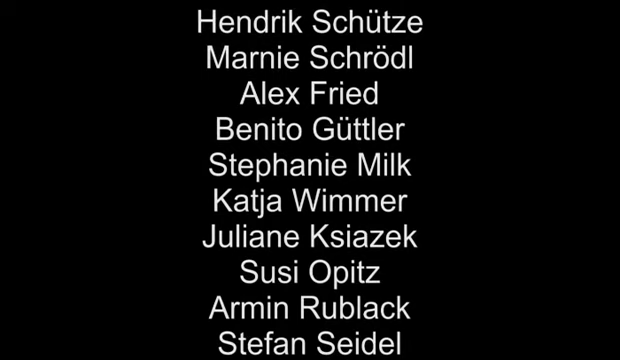 Hendrik Schütze
Marnie Schrödl
Alex Fried
Benito Güttler
Stephanie Milk
Katja Wimmer
Juliane Ksiazek
Susi Opitz
Armin Rublack
Stefan Seidel